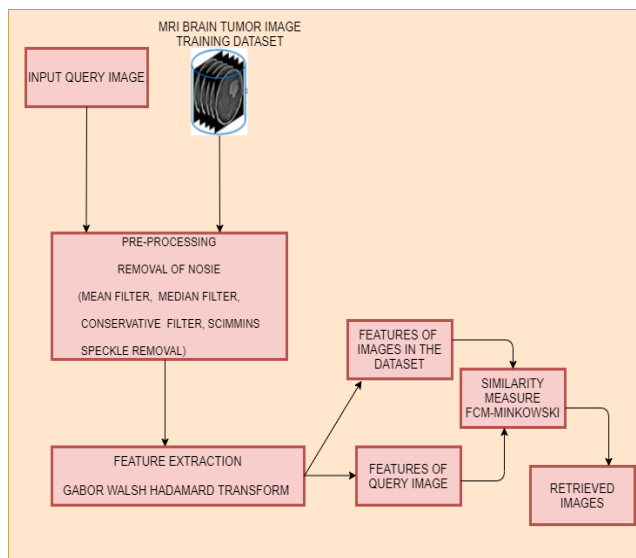 MRI BRAIN TUMOR IMAGE
TRAINING DATASET
INPUT QUERY IMAGE
PRE-PROCESSING
REMOVAL OF NOSIE
(MEAN FILTER, MEDIAN FILTER,
CONSERVATIVE FILTER, SCIMMINS
SPECKLE REMOVAL)
FEATURES OF
IMAGES IN THE
DATASET
SIMILARITY
MEASURE
FCM-MINKOWSKI
FEATURE EXTRACTION
GABOR WALSH HADAMARD TRANSFORM
FEATURES OF
QUERY IMAGE
RETRIEVED
IMAGES